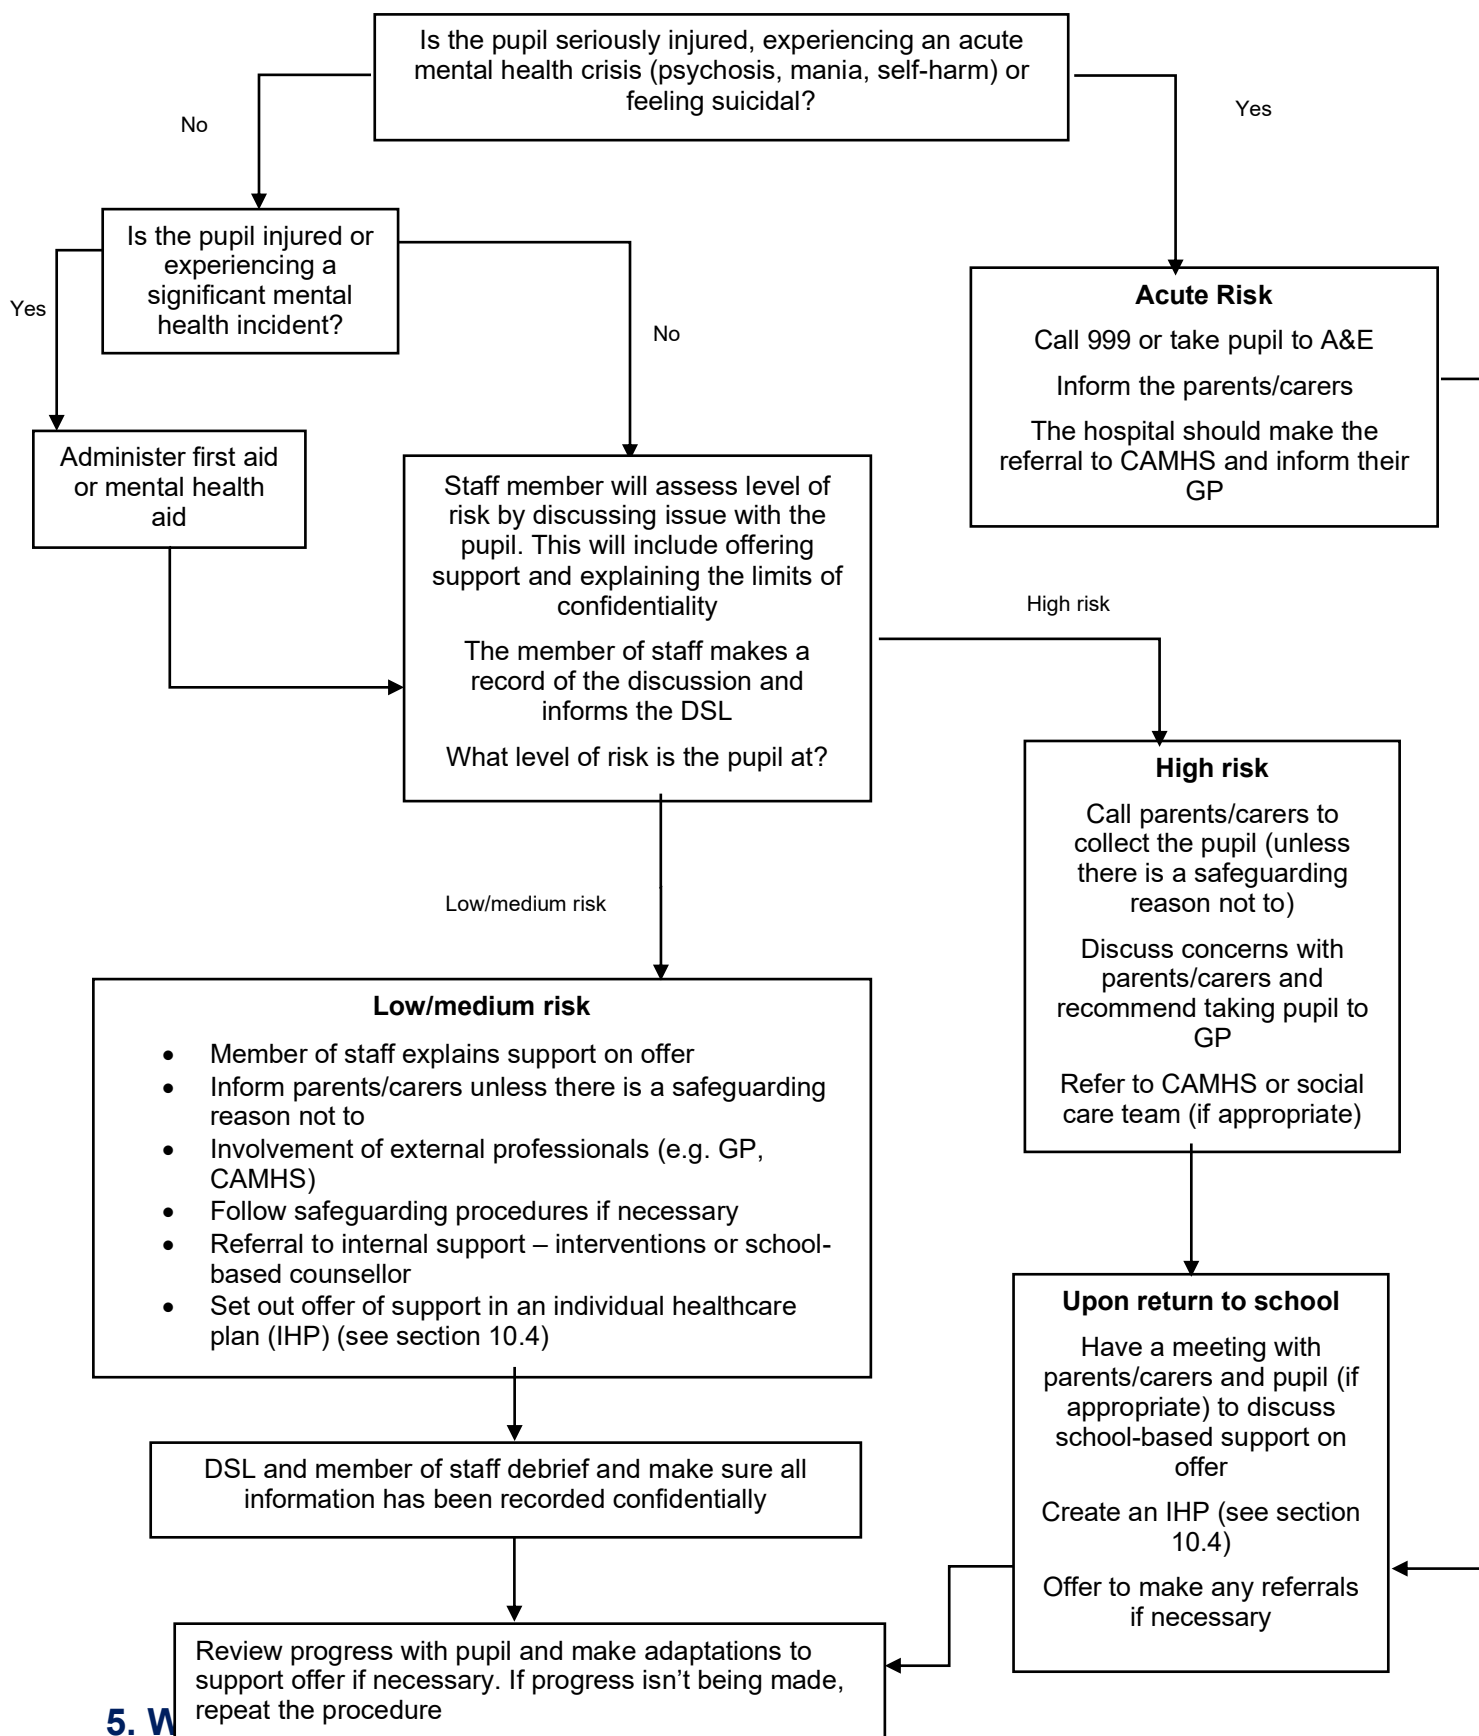 Is the pupil seriously injured, experiencing an acute
mental health crisis (psychosis, mania, self-harm) or
feeling suicidal?
No
Yes
Is the pupil injured or
experiencing a
significant mental
health incident?
Yes
No
Acute Risk
Call 999 or take pupil to A&E
Inform the parents/carers
The hospital should make the
referral to CAMHS and inform their
GP
Administer first aid
or mental health
aid
Staff member will assess level of
risk by discussing issue with the
pupil. This will include offering
support and explaining the limits of
confidentiality
The member of staff makes a
record of the discussion and
informs the DSL
What level of risk is the pupil at?
High risk
High risk
Call parents/carers to
collect the pupil (unless
there is a safeguarding
reason not to)
Discuss concerns with
parents/carers and
recommend taking pupil to
GP
Refer to CAMHS or social
care team (if appropriate)
Low/medium risk
Low/medium risk
• Member of staff explains support on offer
• Inform parents/carers unless there is a safeguarding
reason not to
• Involvement of external professionals (e.g. GP,
CAMHS)
• Follow safeguarding procedures if necessary
• Referral to internal support – interventions or school-
based counsellor
• Set out offer of support in an individual healthcare
plan (IHP) (see section 10.4)
Upon return to school
Have a meeting with
parents/carers and pupil (if
appropriate) to discuss
school-based support on
offer
Create an IHP (see section
10.4)
Offer to make any referrals
if necessary
DSL and member of staff debrief and make sure all
information has been recorded confidentially
Review progress with pupil and make adaptations to
support offer if necessary. If progress isn’t being made,
repeat the procedure
5. W